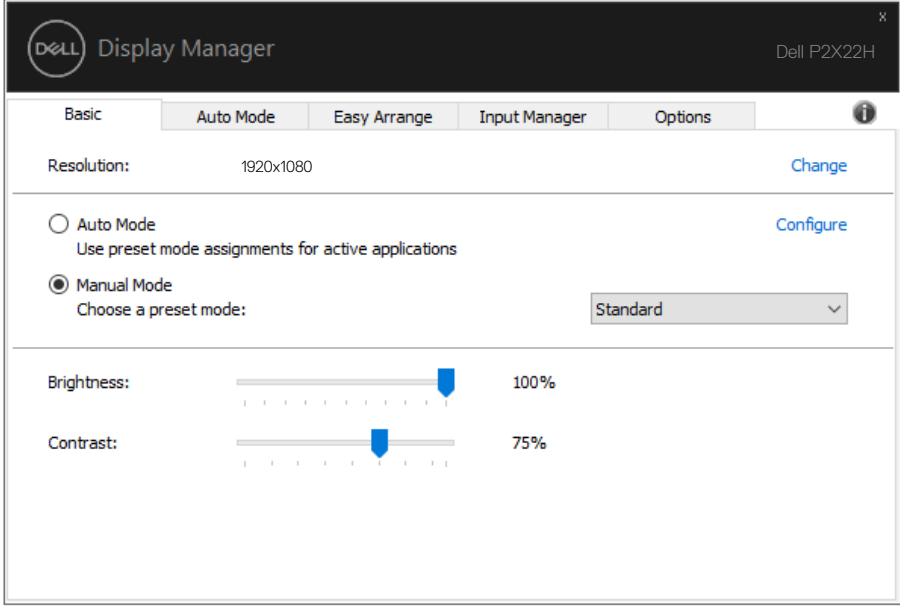 DELL Display Manager
x
Dell P2X22H
Basic Auto Mode Easy Arrange Input Manager Options i
Resolution: 1920x1080 Change
Auto Mode Configure
Use preset mode assignments for active applications
Manual Mode
Choose a preset mode: Standard
Brightness: 100%
Contrast: 75%